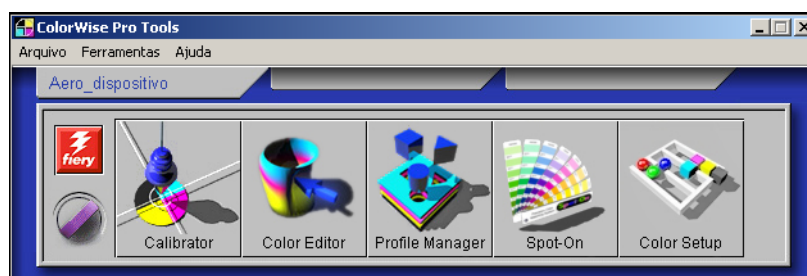 ColorWise Pro Tools
Arquivo Ferramentas Ajuda
Aero_dispositivo
fiery
Calibrator Color Editor Profile Manager Spot-On Color Setup